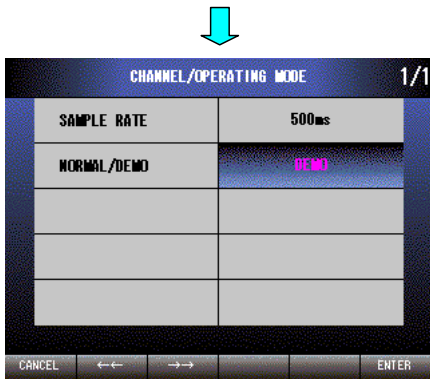 CHANNEL/OPERATING MODE 1/1
SAMPLE RATE 500ms
NORMAL/DEMO DEMO
CANCEL ←← →→ ENTER